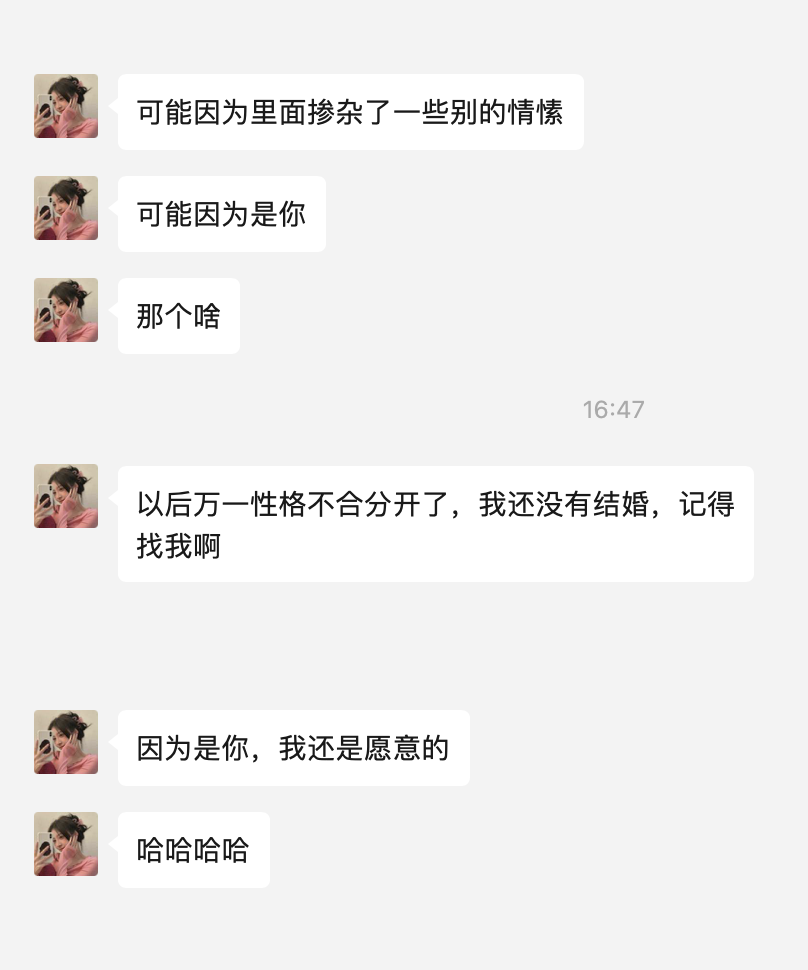 可能因为里面掺杂了一些别的情愫
可能因为是你
那个啥
16:47
以后万一性格不合分开了，我还没有结婚，记得
找我啊
因为是你，我还是愿意的
哈哈哈哈